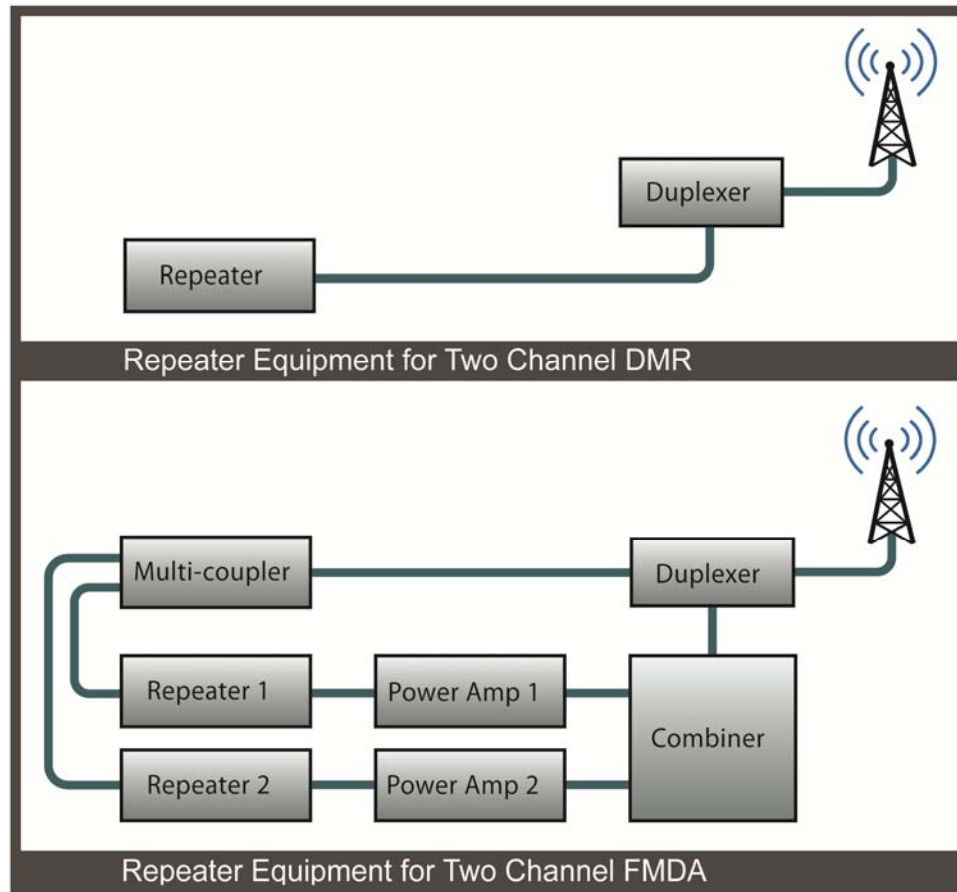 Duplexer
Repeater
Repeater Equipment for Two Channel DMR
Multi-coupler
Duplexer
Repeater 1
Power Amp 1
Combiner
Repeater 2
Power Amp 2
Repeater Equipment for Two Channel FMDA